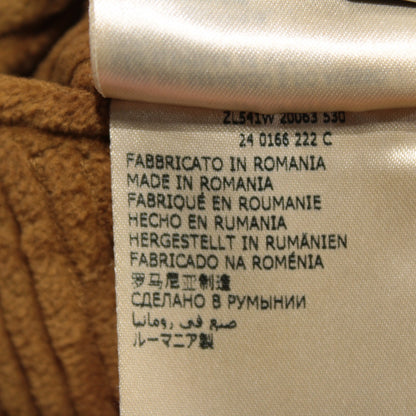 ZL541W 20063 530
24 0166 222 C
FABBRICATO IN ROMANIA
MADE IN ROMANIA
FABRIQUÉ EN ROUMANIE
HECHO EN RUMANIA
HERGESTELLT IN RUMÄNIEN
FABRICADO NA ROMÉNIA
罗马尼亚制造
СДЕЛАНО В РУМЫНИИ
صنع في رومانيا
ルーマニア製